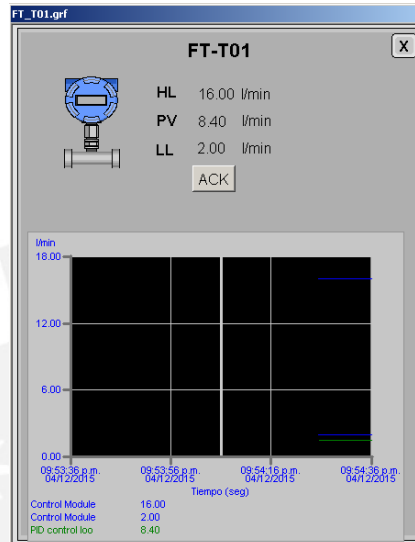 FT_T01.grf
FT-T01
X
HL 16.00 l/min
PV 8.40 l/min
LL 2.00 l/min
ACK
l/min
18.00
12.00
6.00
0.00
09:53:36 p.m. 09:53:56 p.m. 09:54:16 p.m. 09:54:36 p.m.
04/12/2015 04/12/2015 04/12/2015 04/12/2015
Tiempo (seg)
Control Module 16.00
Control Module 2.00
PID control loo 8.40